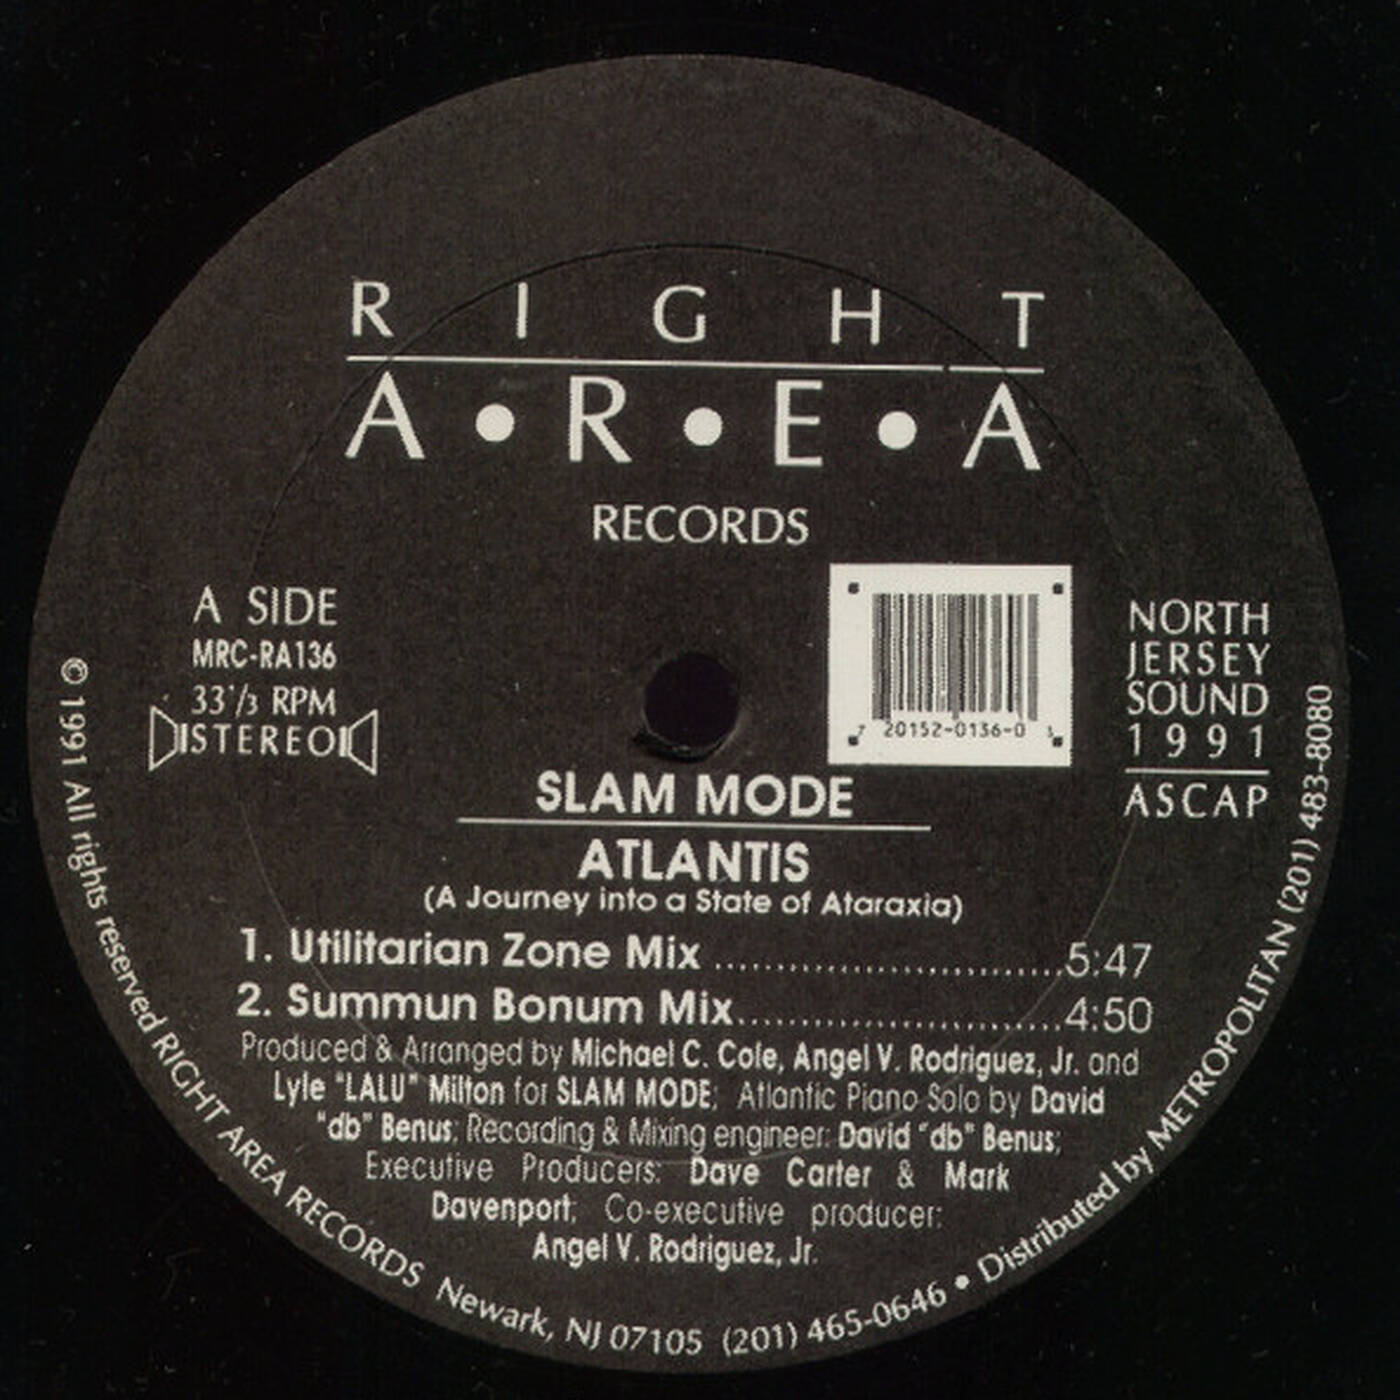 RIGHT
A•R•E•A
RECORDS
A SIDE
MRC-RA136
33 1/3 RPM
STEREO
7 20152-0136-0 3
NORTH
JERSEY
SOUND
1991
ASCAP
SLAM MODE
ATLANTIS
(A Journey into a State of Ataraxia)
1. Utilitarian Zone Mix ..............................5:47
2. Summun Bonum Mix..............................4:50
Produced & Arranged by Michael C. Cole, Angel V. Rodriguez, Jr. and
Lyle "LALU" Milton for SLAM MODE; Atlantic Piano Solo by David
"db" Benus; Recording & Mixing engineer: David "db" Benus;
Executive Producers: Dave Carter & Mark
Davenport; Co-executive producer:
Angel V. Rodriguez, Jr.
© 1991 All rights reserved RIGHT AREA RECORDS Newark, NJ 07105 (201) 465-0646 • Distributed by METROPOLITAN (201) 483-8080